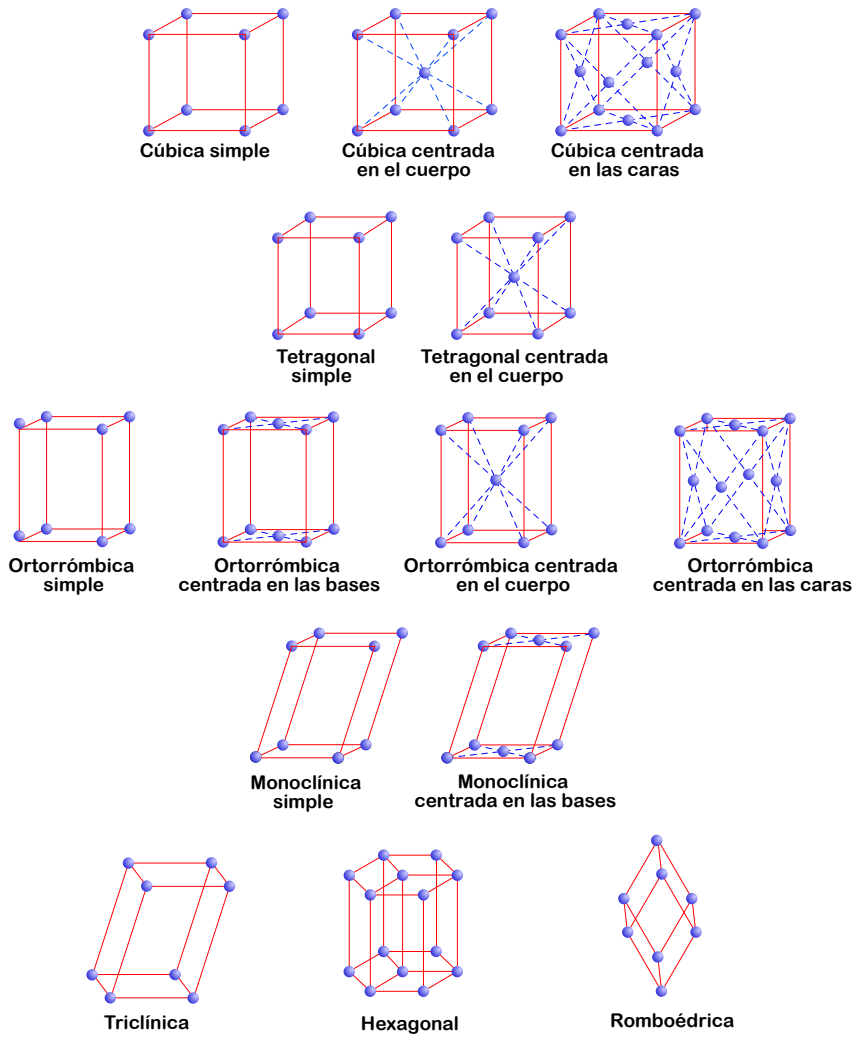 Cúbica simple
Cúbica centrada
en el cuerpo
Cúbica centrada
en las caras
Tetragonal
simple
Tetragonal centrada
en el cuerpo
Ortorrómbica
simple
Ortorrómbica
centrada en las bases
Ortorrómbica centrada
en el cuerpo
Ortorrómbica
centrada en las caras
Monoclínica
simple
Monoclínica
centrada en las bases
Triclínica
Hexagonal
Romboédrica